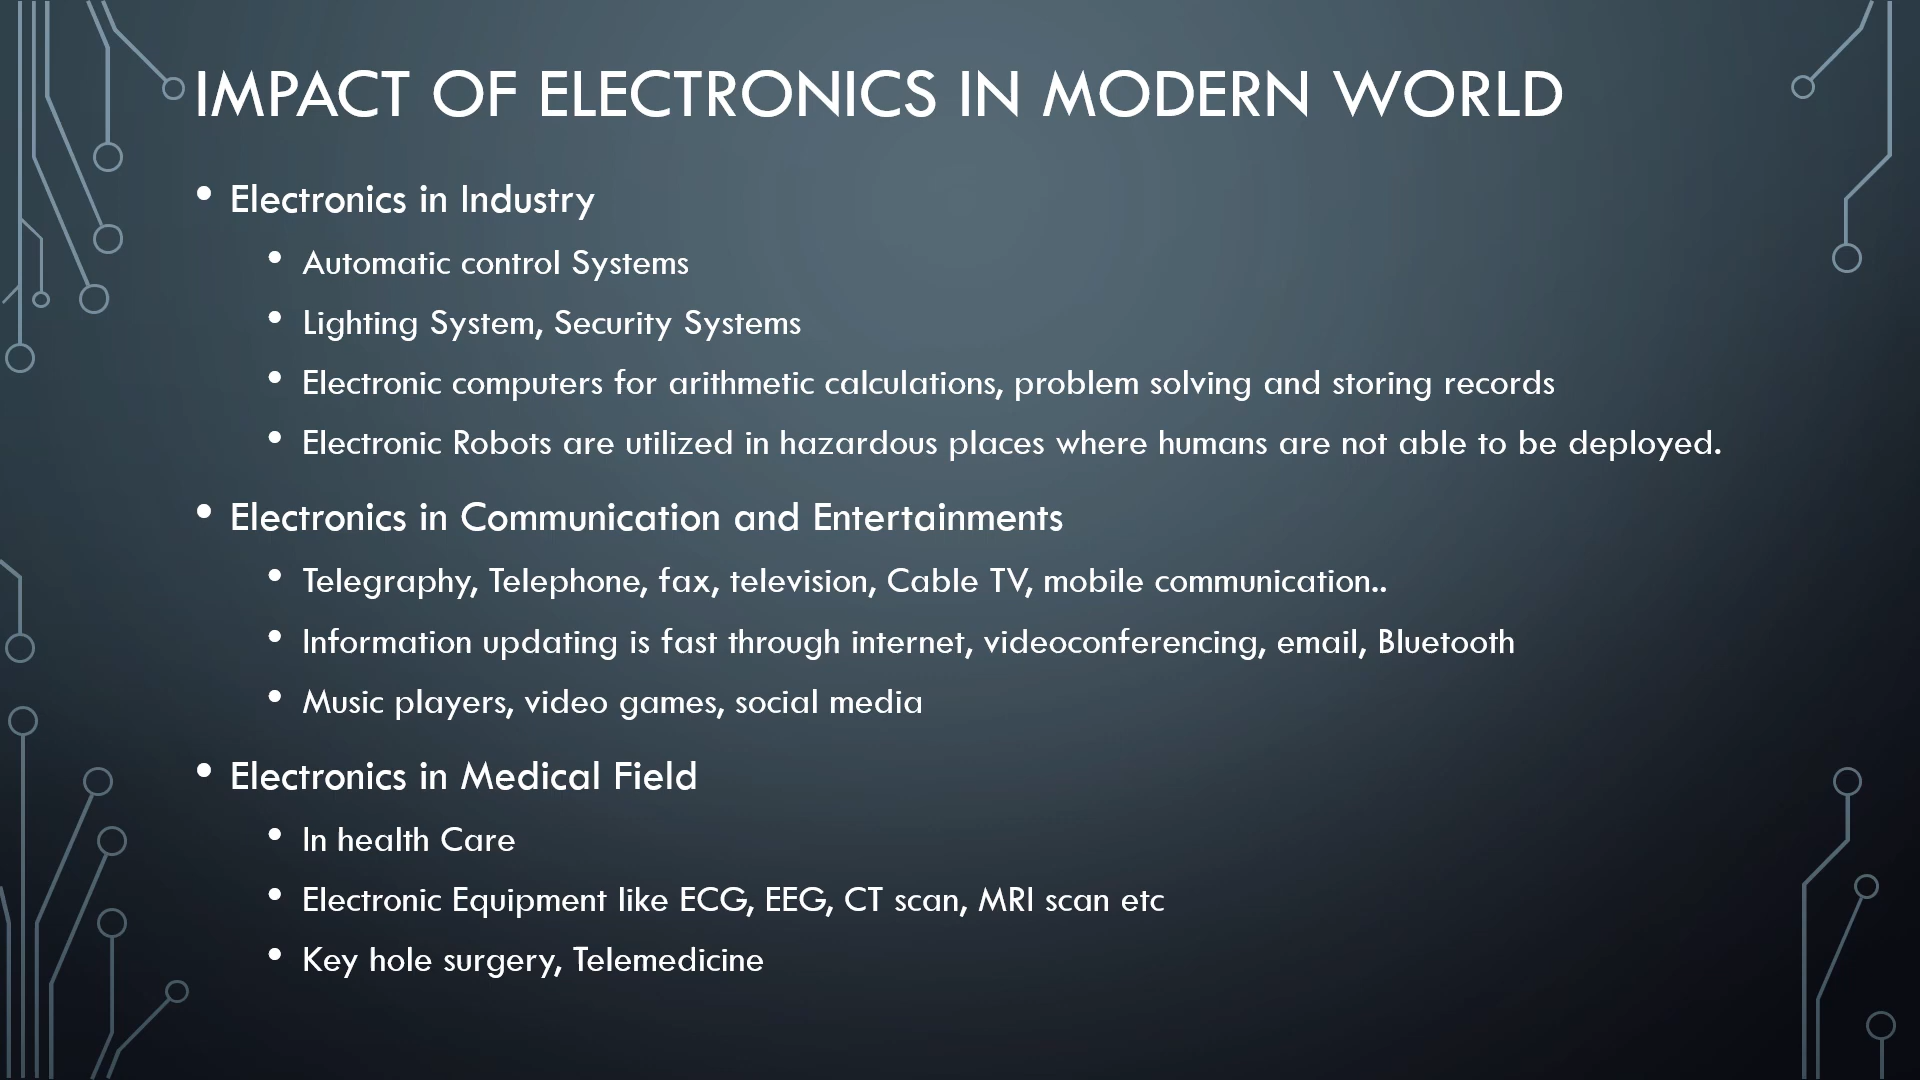 IMPACT OF ELECTRONICS IN MODERN WORLD
• Electronics in Industry
• Automatic control Systems
• Lighting System, Security Systems
• Electronic computers for arithmetic calculations, problem solving and storing records
• Electronic Robots are utilized in hazardous places where humans are not able to be deployed.
• Electronics in Communication and Entertainments
• Telegraphy, Telephone, fax, television, Cable TV, mobile communication..
• Information updating is fast through internet, videoconferencing, email, Bluetooth
• Music players, video games, social media
• Electronics in Medical Field
• In health Care
• Electronic Equipment like ECG, EEG, CT scan, MRI scan etc
• Key hole surgery, Telemedicine